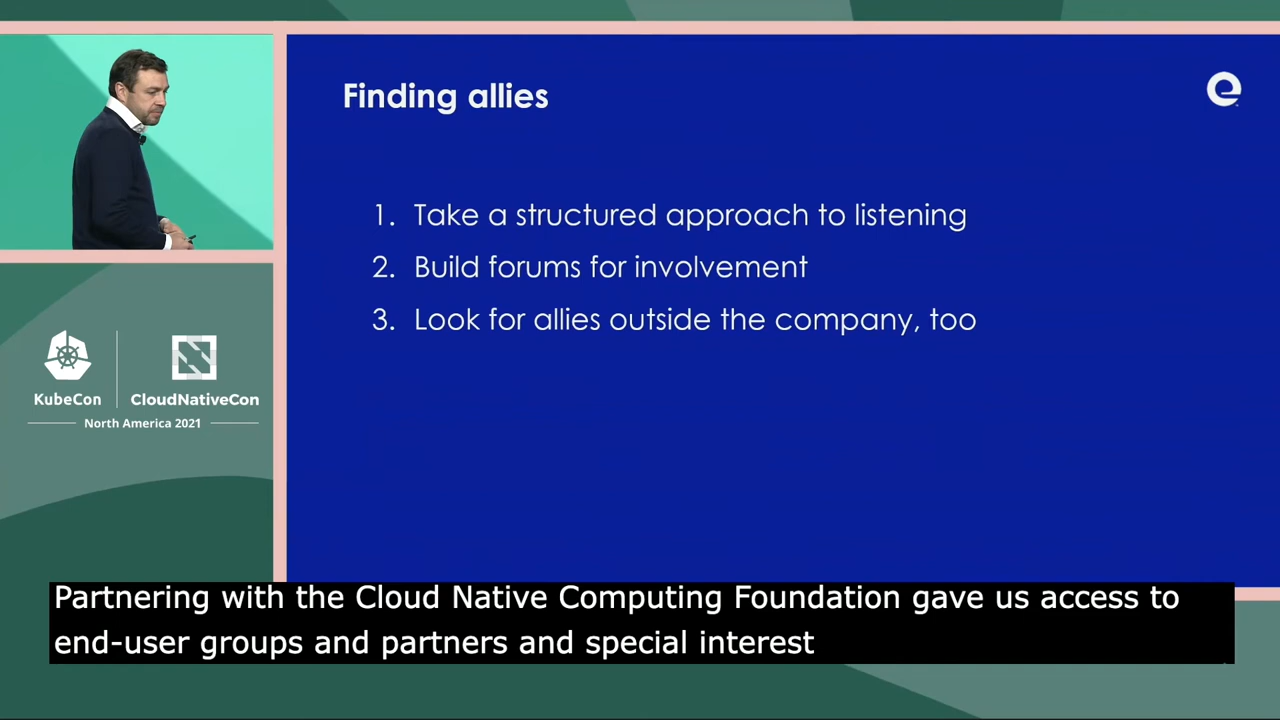 Finding allies
1. Take a structured approach to listening
2. Build forums for involvement
3. Look for allies outside the company, too
KubeCon
CloudNativeCon
North America 2021
Partnering with the Cloud Native Computing Foundation gave us access to
end-user groups and partners and special interest